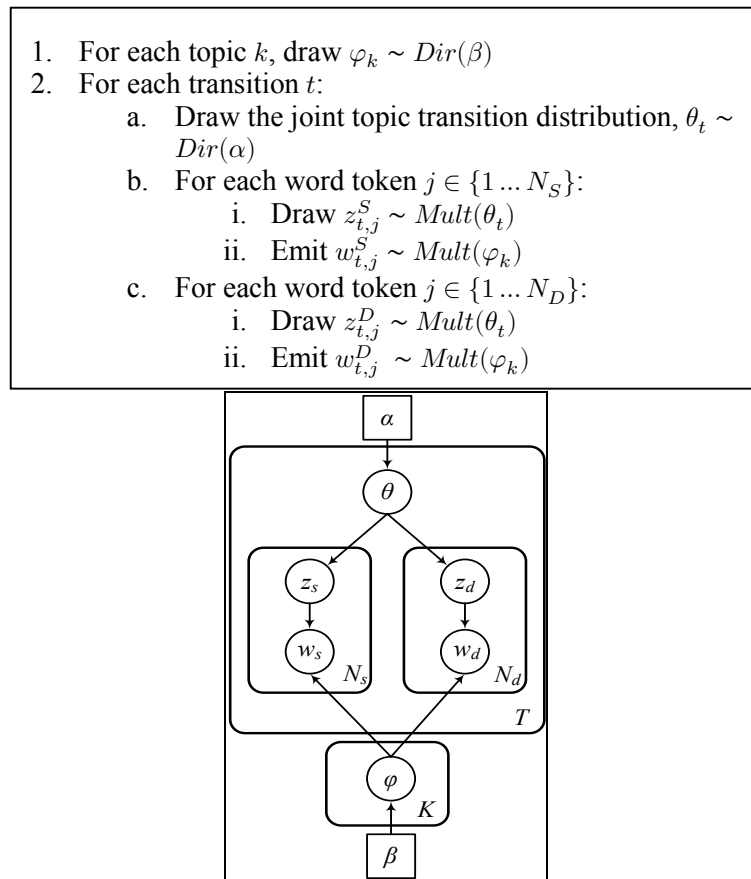 1. For each topic k, draw φ_k ~ Dir(β)
2. For each transition t:
a. Draw the joint topic transition distribution, θ_t ~
Dir(α)
b. For each word token j ∈ {1 … N_S}:
i. Draw z^S_{t,j} ~ Mult(θ_t)
ii. Emit w^S_{t,j} ~ Mult(φ_k)
c. For each word token j ∈ {1 … N_D}:
i. Draw z^D_{t,j} ~ Mult(θ_t)
ii. Emit w^D_{t,j} ~ Mult(φ_k)
α
θ
z_s z_d
w_s w_d
N_s N_d
T
φ
K
β